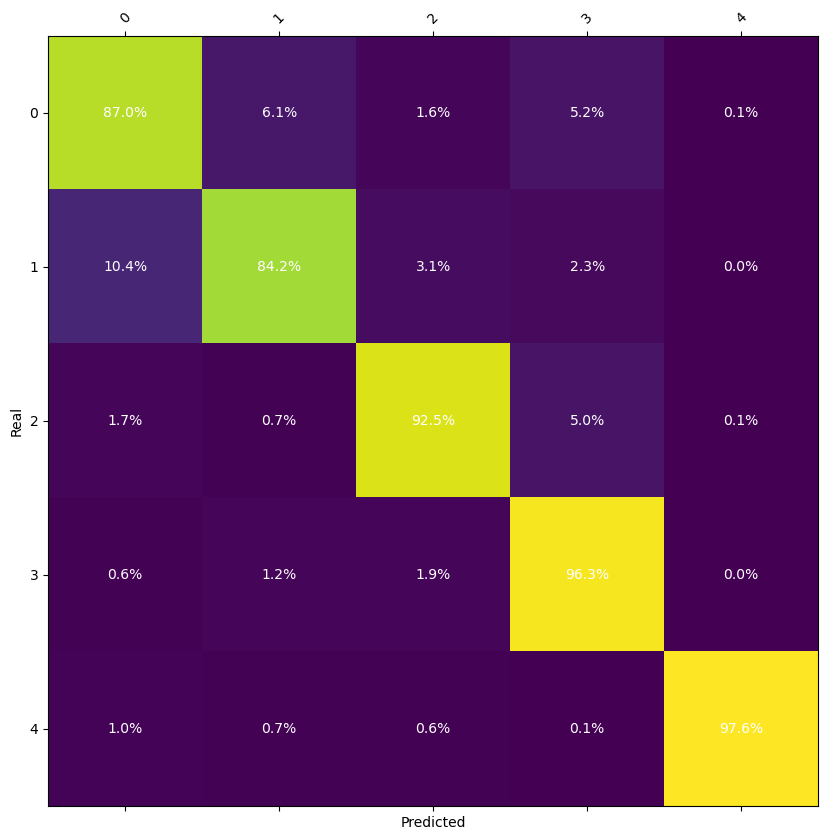 0 1 2 3 4
0 87.0% 6.1% 1.6% 5.2% 0.1%
1 10.4% 84.2% 3.1% 2.3% 0.0%
Real
2 1.7% 0.7% 92.5% 5.0% 0.1%
3 0.6% 1.2% 1.9% 96.3% 0.0%
4 1.0% 0.7% 0.6% 0.1% 97.6%
Predicted